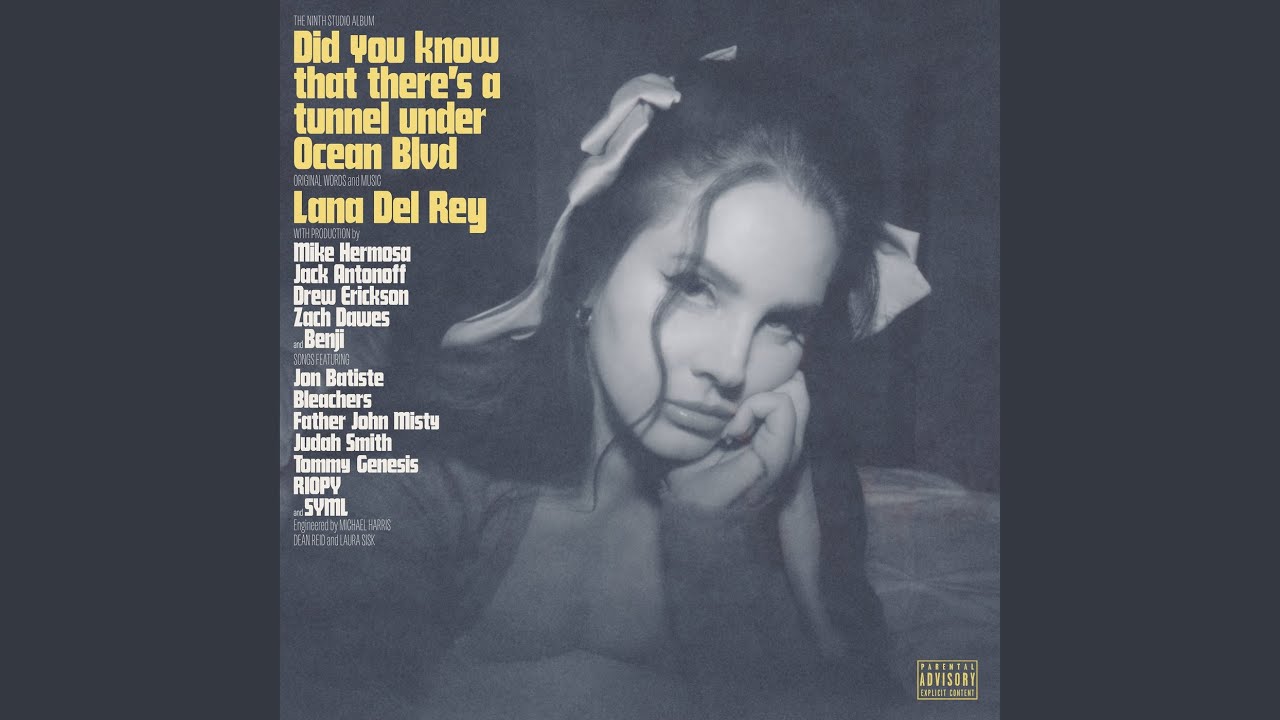 THE NINTH STUDIO ALBUM
Did you know
that there's a
tunnel under
Ocean Blvd
ORIGINAL WORDS and MUSIC
Lana Del Rey
WITH PRODUCTION by
Mike Hermosa
Jack Antonoff
Drew Erickson
Zach Dawes
and Benji
SONGS FEATURING
Jon Batiste
Bleachers
Father John Misty
Judah Smith
Tommy Genesis
RIOPY
and SYML
Engineered by MICHAEL HARRIS
DEAN REID and LAURA SISK
PARENTAL
ADVISORY
EXPLICIT CONTENT